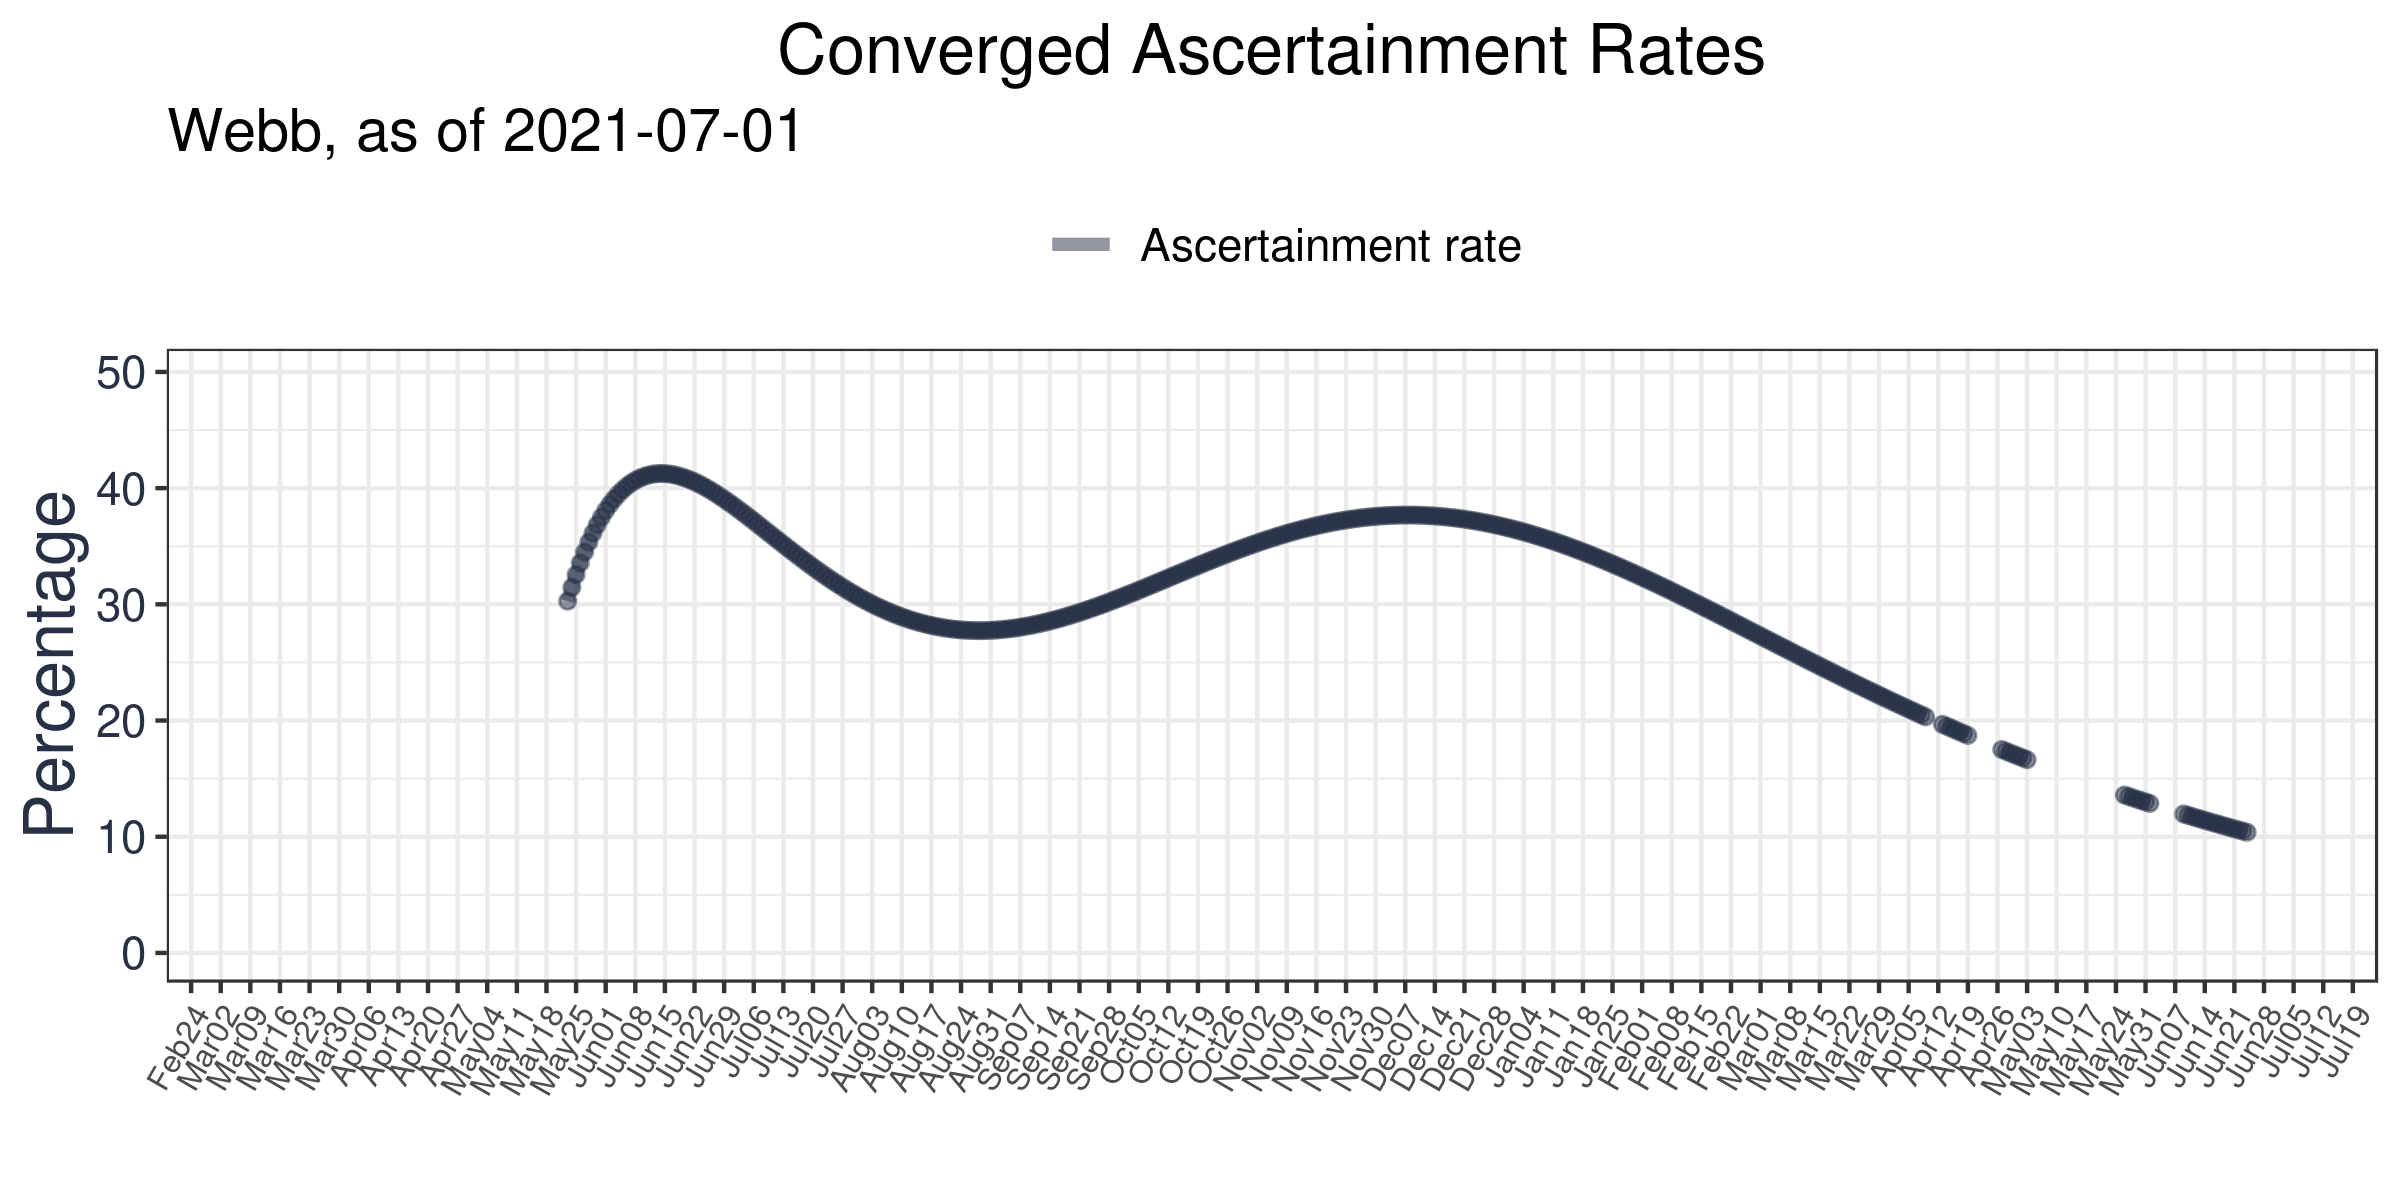 Converged Ascertainment Rates
Webb, as of 2021-07-01
Ascertainment rate
Percentage
50
40
30
20
10
0
Feb24
Mar02
Mar09
Mar16
Mar23
Mar30
Apr06
Apr13
Apr20
Apr27
May04
May11
May18
May25
Jun01
Jun08
Jun15
Jun22
Jun29
Jul06
Jul13
Jul20
Jul27
Aug03
Aug10
Aug17
Aug24
Aug31
Sep07
Sep14
Sep21
Sep28
Oct05
Oct12
Oct19
Oct26
Nov02
Nov09
Nov16
Nov23
Nov30
Dec07
Dec14
Dec21
Dec28
Jan04
Jan11
Jan18
Jan25
Feb01
Feb08
Feb15
Feb22
Mar01
Mar08
Mar15
Mar22
Mar29
Apr05
Apr12
Apr19
Apr26
May03
May10
May17
May24
May31
Jun07
Jun14
Jun21
Jun28
Jul05
Jul12
Jul19